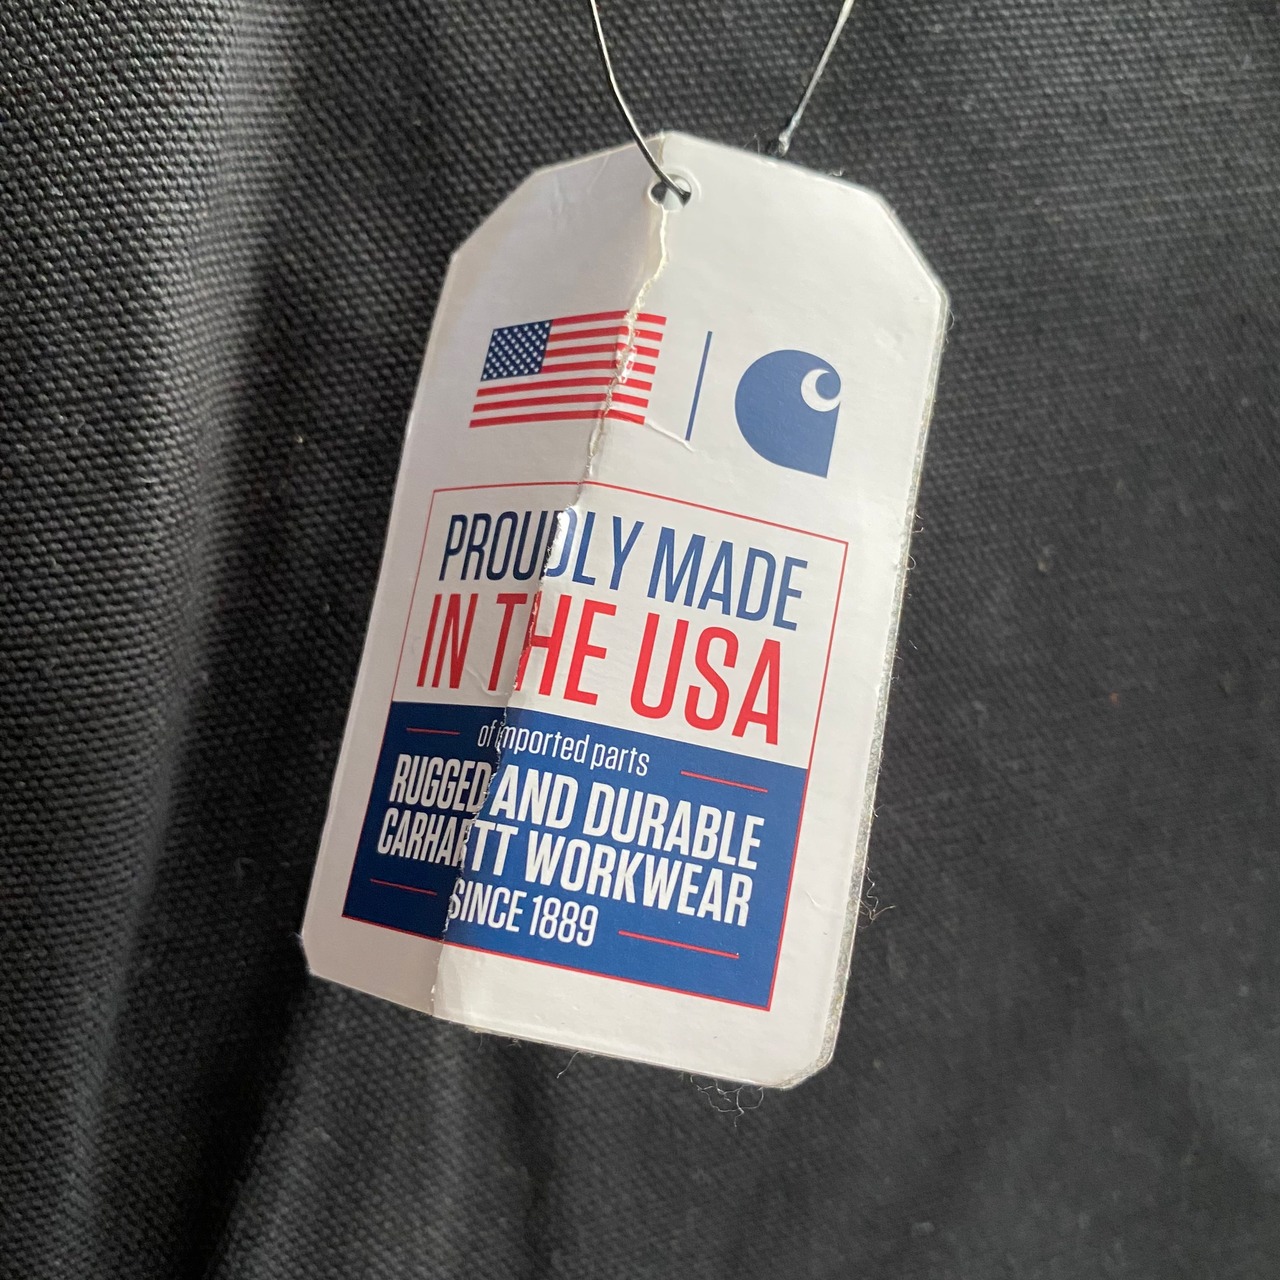 PROUDLY MADE
IN THE USA
of imported parts
RUGGED AND DURABLE
CARHARTT WORKWEAR
SINCE 1889